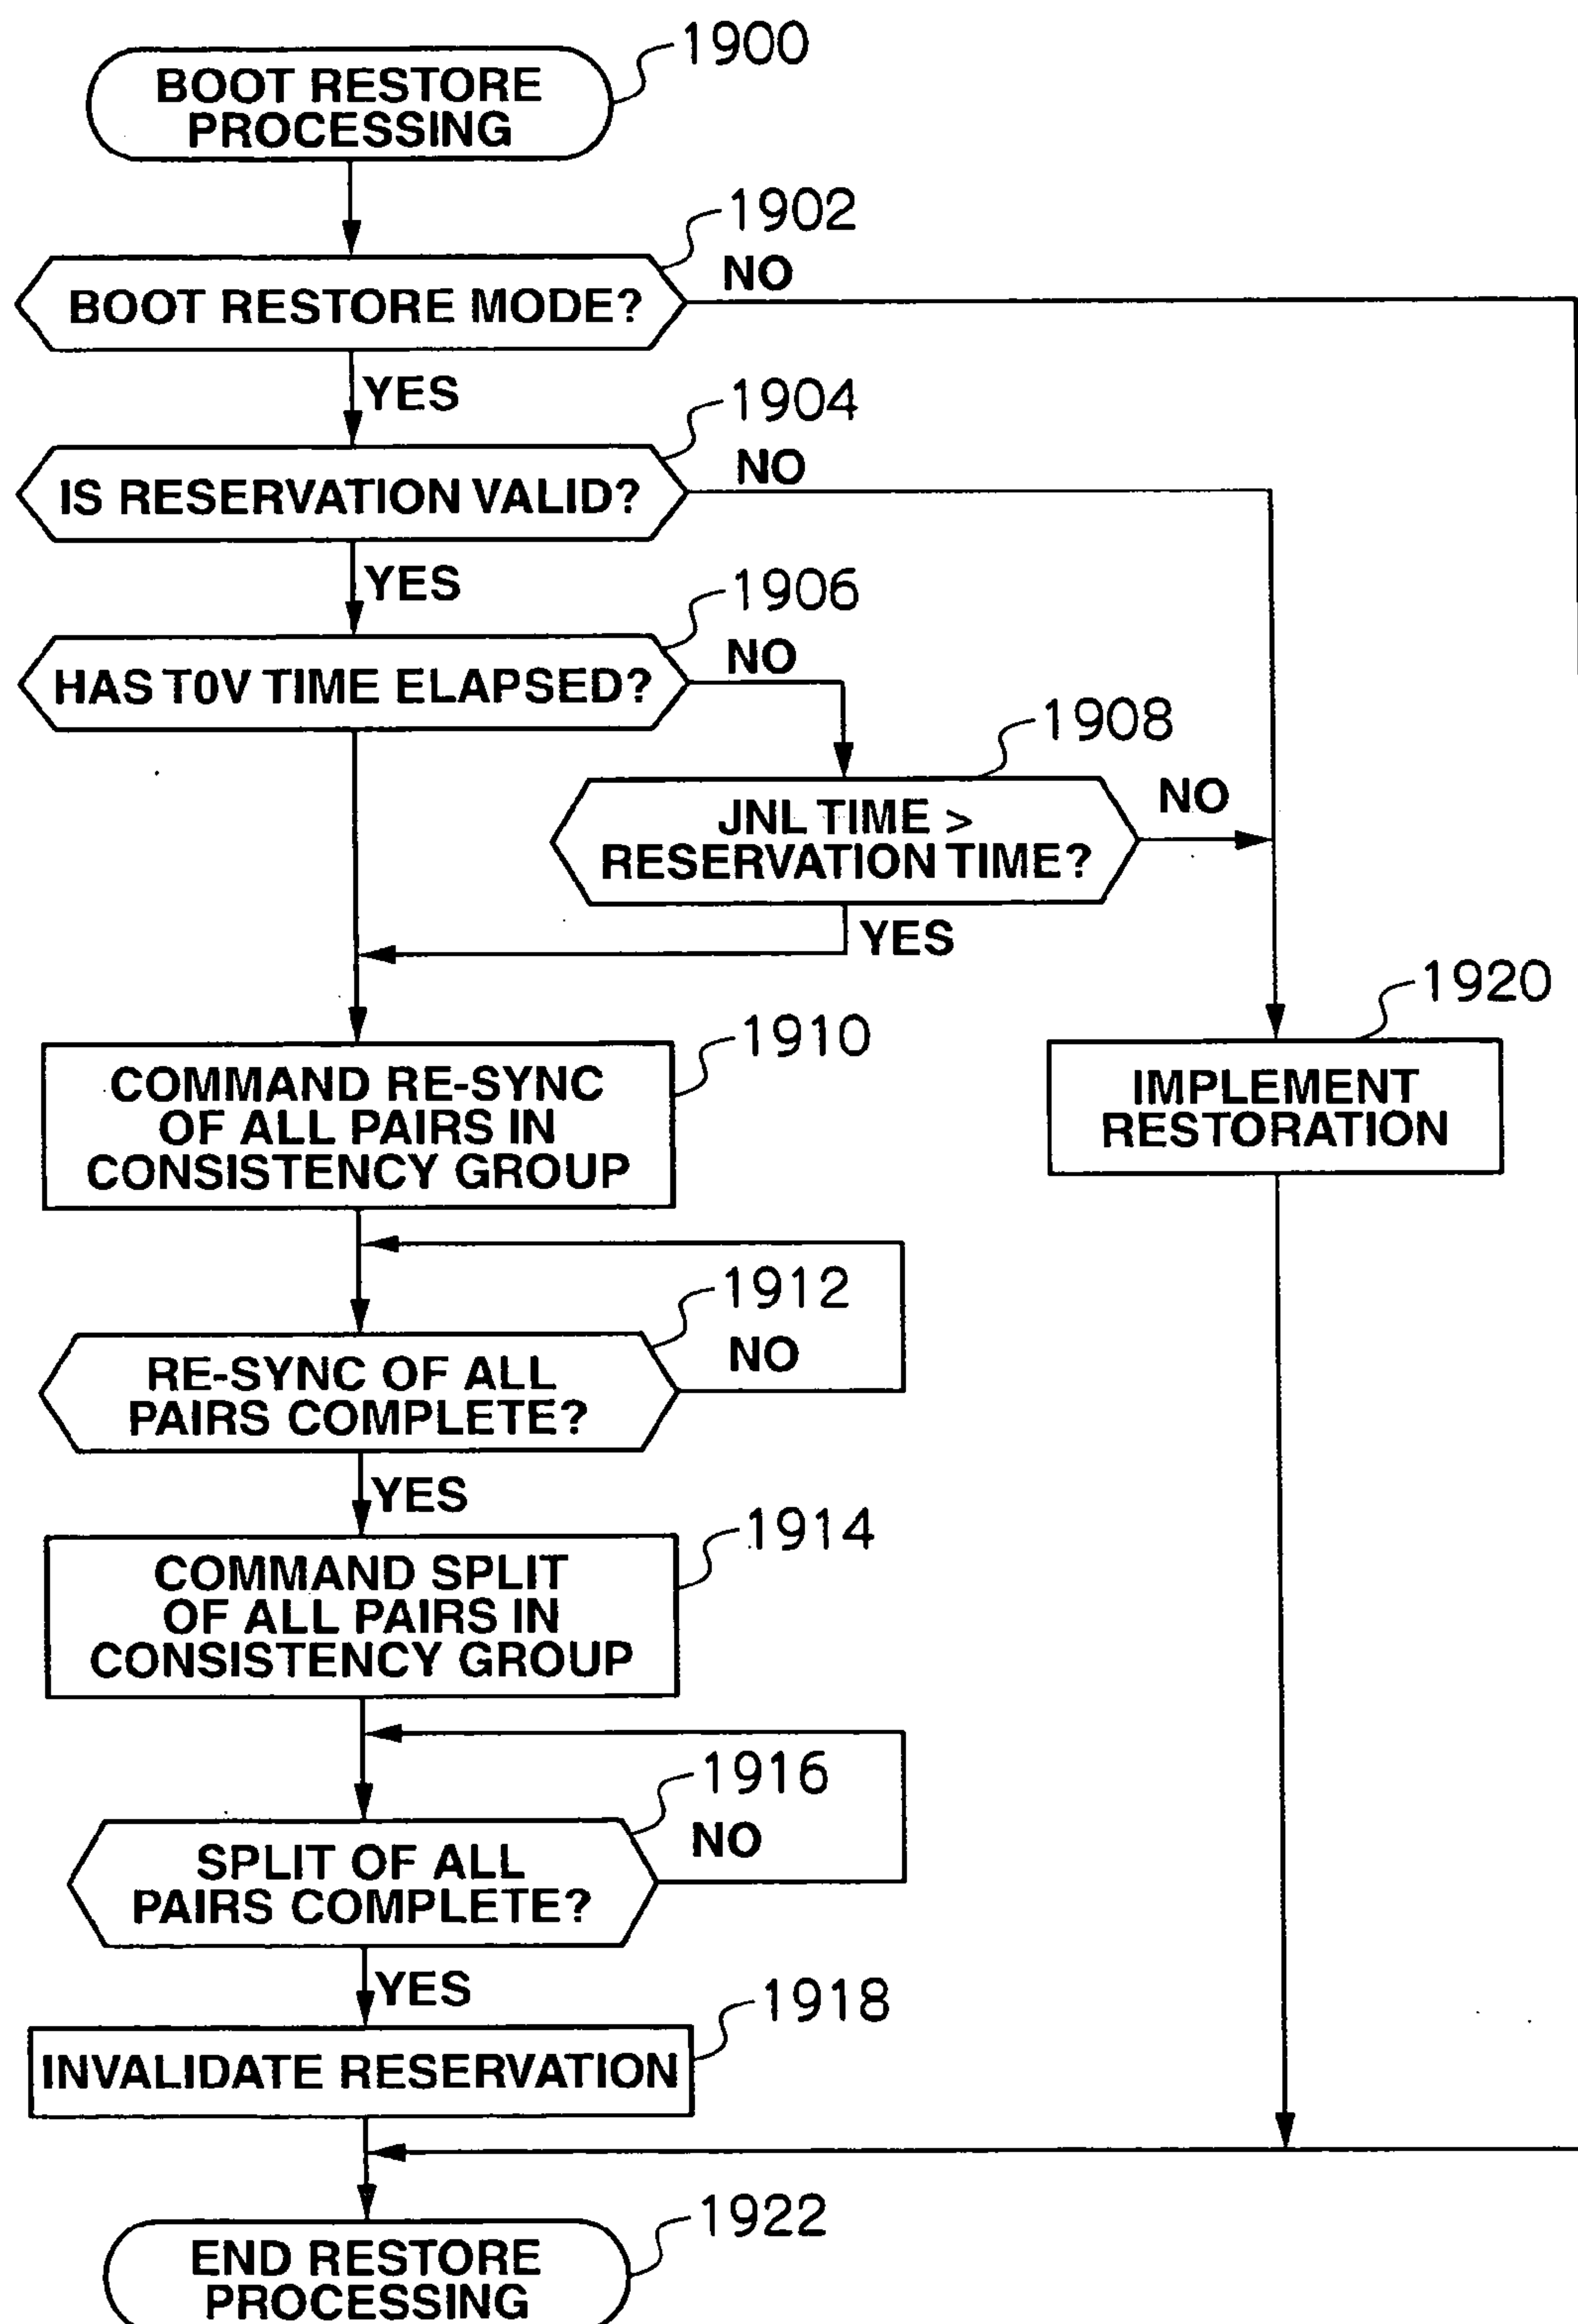 1900
BOOT RESTORE
PROCESSING
1902
BOOT RESTORE MODE?
NO
YES
1904
IS RESERVATION VALID?
NO
YES
1906
HAS T0V TIME ELAPSED?
NO
1908
JNL TIME >
RESERVATION TIME?
NO
YES
1910
COMMAND RE-SYNC
OF ALL PAIRS IN
CONSISTENCY GROUP
1920
IMPLEMENT
RESTORATION
1912
RE-SYNC OF ALL
PAIRS COMPLETE?
NO
YES
1914
COMMAND SPLIT
OF ALL PAIRS IN
CONSISTENCY GROUP
1916
SPLIT OF ALL
PAIRS COMPLETE?
NO
YES
1918
INVALIDATE RESERVATION
1922
END RESTORE
PROCESSING